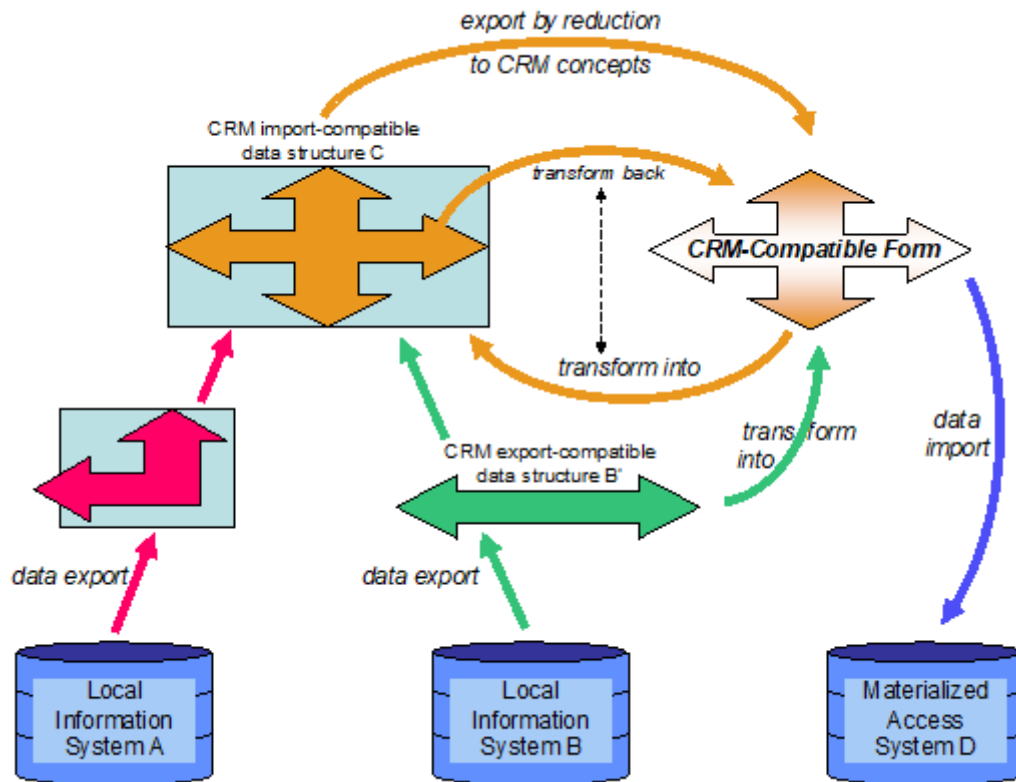 export by reduction
to CRM concepts
CRM import-compatible
data structure C
transform back
CRM-Compatible Form
transform into
CRM export-compatible
data structure B'
transform
into
data
import
data export
data export
Local
Information
System A
Local
Information
System B
Materialized
Access
System D